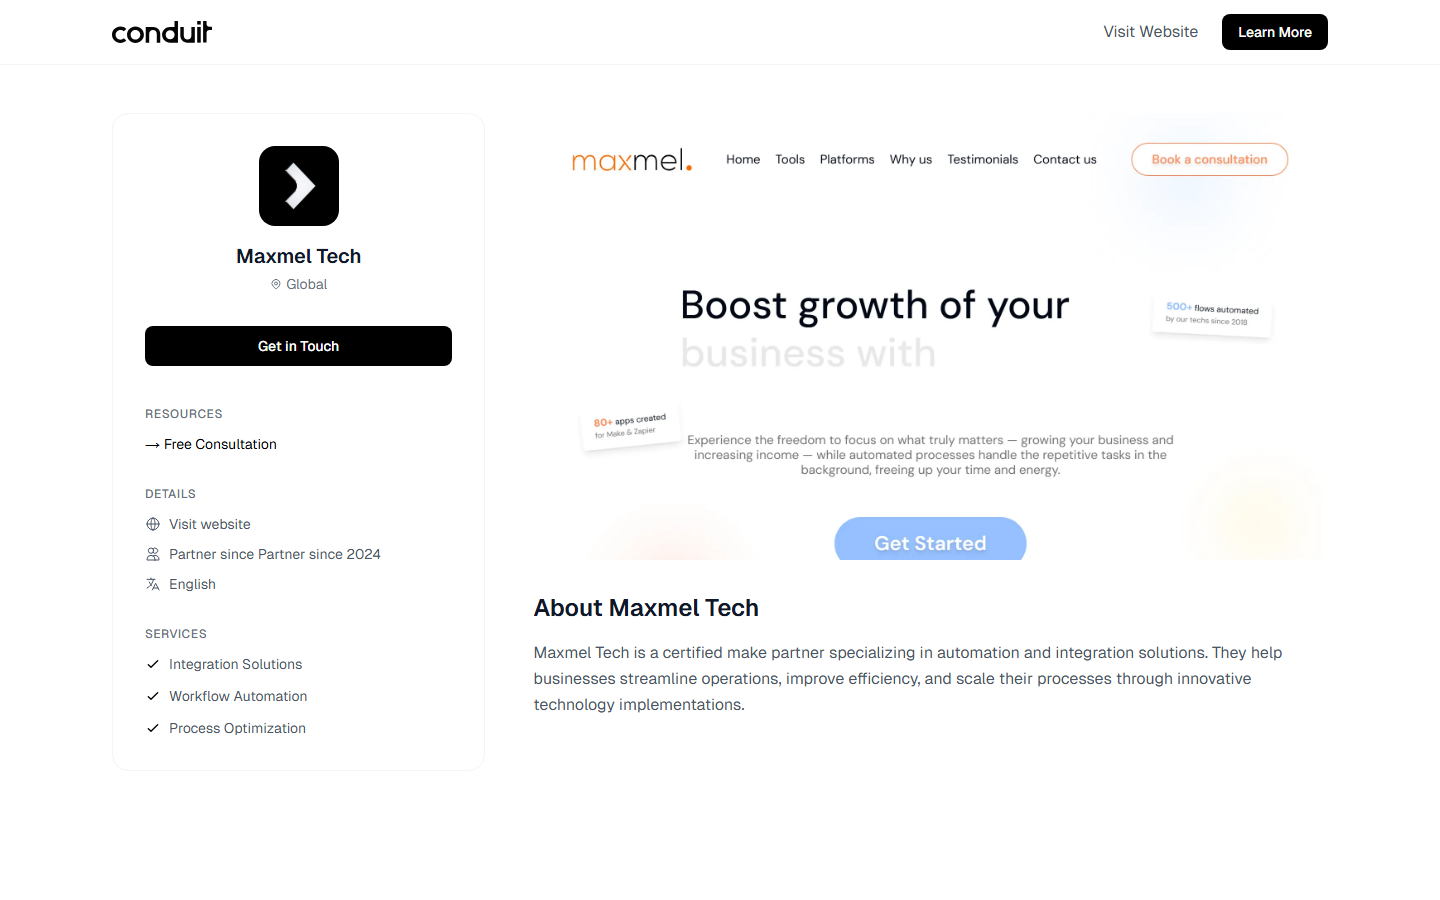 conduit
Visit Website
Learn More
Maxmel Tech
Global
Get in Touch
RESOURCES
→ Free Consultation
DETAILS
Visit website
Partner since Partner since 2024
English
SERVICES
Integration Solutions
Workflow Automation
Process Optimization
maxmel.
Home Tools Platforms Why us Testimonials Contact us
Book a consultation
Boost growth of your
business with
500+ flows automated
by our techs since 2018
80+ apps created
for Make & Zapier
Experience the freedom to focus on what truly matters — growing your business and
increasing income — while automated processes handle the repetitive tasks in the
background, freeing up your time and energy.
Get Started
About Maxmel Tech
Maxmel Tech is a certified make partner specializing in automation and integration solutions. They help
businesses streamline operations, improve efficiency, and scale their processes through innovative
technology implementations.